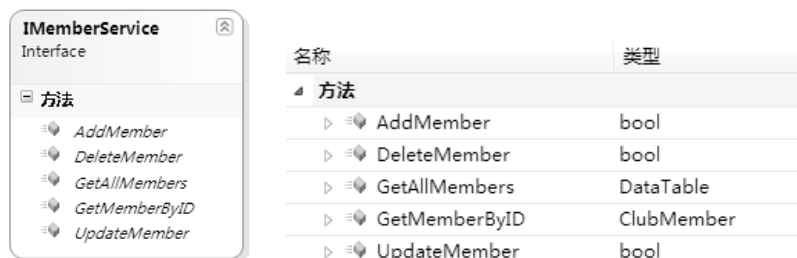 IMemberService
Interface
方法
AddMember
DeleteMember
GetAllMembers
GetMemberByID
UpdateMember
名称 类型
方法
AddMember bool
DeleteMember bool
GetAllMembers DataTable
GetMemberByID ClubMember
UpdateMember bool